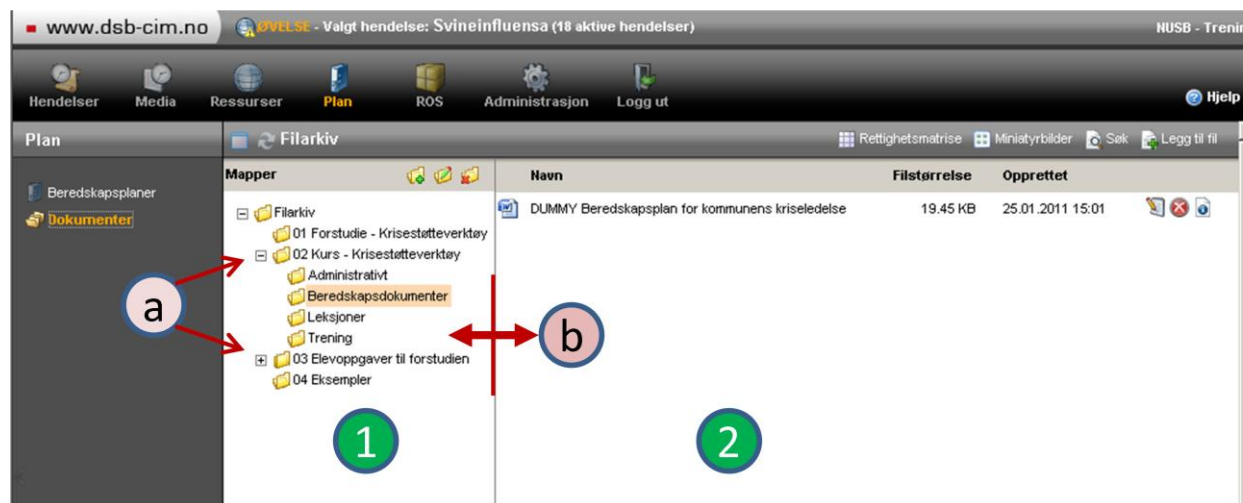 www.dsb-cim.no
ØVELSE - Valgt hendelse: Svineinfluensa (18 aktive hendelser)
NUSB - Trenin
Hendelser Media Ressurser Plan ROS Administrasjon Logg ut
Hjelp
Plan
Filarkiv
Rettighetsmatrise Miniatyrbilder Søk Legg til fil
Beredskapsplaner
Dokumenter
Mapper
Filarkiv
01 Forstudie - Krisestøtteverktøy
02 Kurs - Krisestøtteverktøy
Administrativt
Beredskapsdokumenter
Leksjoner
Trening
03 Elevoppgaver til forstudien
04 Eksempler
Navn Filstørrelse Opprettet
DUMMY Beredskapsplan for kommunens kriseledelse 19.45 KB 25.01.2011 15:01
a
b
1
2